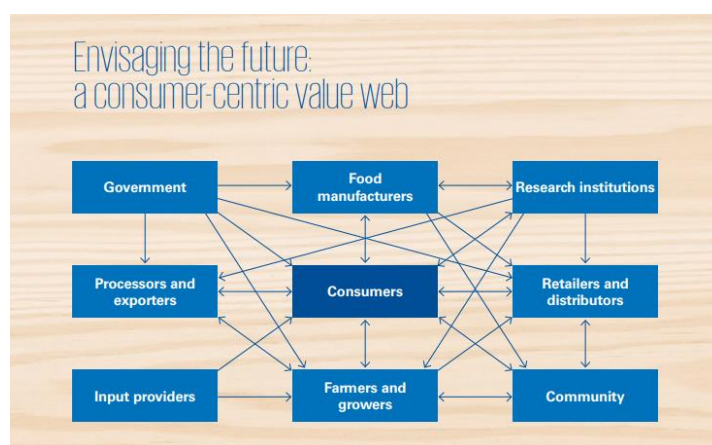 Envisaging the future:
a consumer-centric value web
Government
Food
manufacturers
Research institutions
Processors and
exporters
Consumers
Retailers and
distributors
Input providers
Farmers and
growers
Community